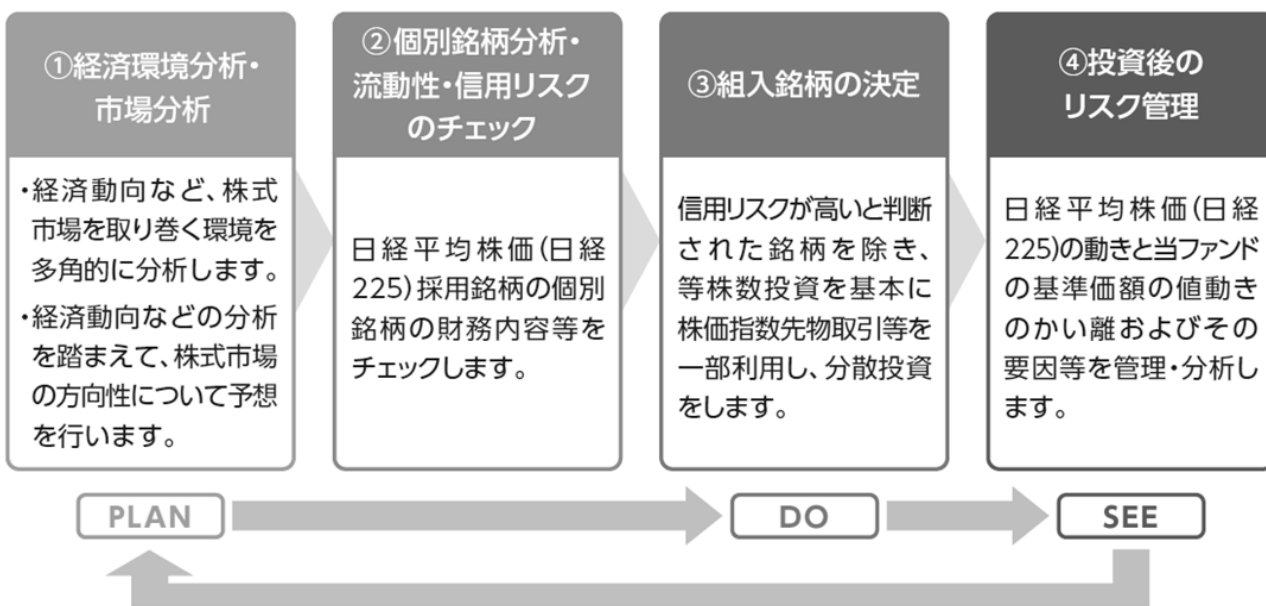 ①経済環境分析・
市場分析
・経済動向など、株式
市場を取り巻く環境を
多角的に分析します。
・経済動向などの分析
を踏まえて、株式市場
の方向性について予想
を行います。
②個別銘柄分析・
流動性・信用リスク
のチェック
日経平均株価(日経
225)採用銘柄の個別
銘柄の財務内容等を
チェックします。
③組入銘柄の決定
信用リスクが高いと判断
された銘柄を除き、
等株数投資を基本に
株価指数先物取引等を
一部利用し、分散投資
をします。
④投資後の
リスク管理
日経平均株価(日経
225)の動きと当ファンド
の基準価額の値動き
のかい離およびその
要因等を管理・分析し
ます。
PLAN
DO
SEE